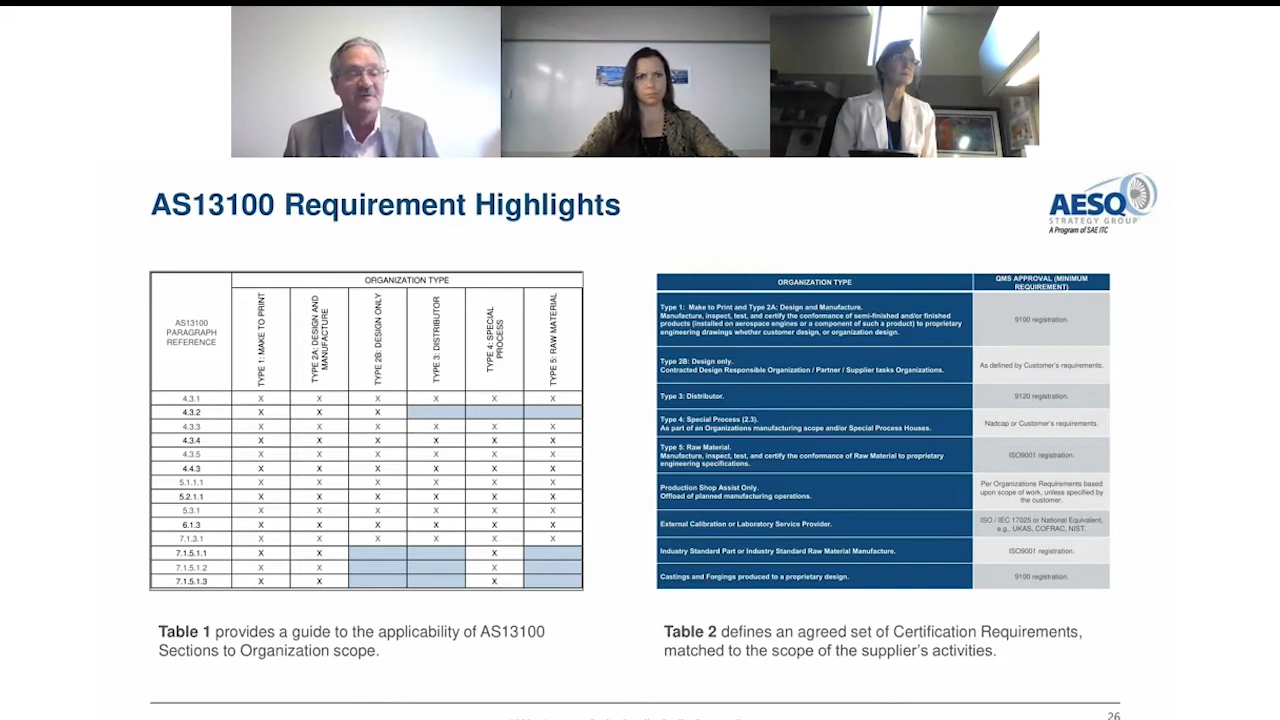 AS13100 Requirement Highlights
AESQ
STRATEGY GROUP
A Program of SAE ITC
AS13100 PARAGRAPH REFERENCE
ORGANIZATION TYPE
TYPE 1: MAKE TO PRINT
TYPE 2A: DESIGN AND MANUFACTURE
TYPE 2B: DESIGN ONLY
TYPE 3: DISTRIBUTOR
TYPE 4: SPECIAL PROCESS
TYPE 5: RAW MATERIAL
4.3.1 X X X X X X
4.3.2 X X X
4.3.3 X X X X X X
4.3.4 X X X X X X
4.3.5 X X X X X X
4.4.3 X X X X X X
5.1.1.1 X X X X X X
5.2.1.1 X X X X X X
5.3.1 X X X X X X
6.1.3 X X X X X X
7.1.3.1 X X X X X X
7.1.5.1.1 X X X
7.1.5.1.2 X X X
7.1.5.1.3 X X X
Table 1 provides a guide to the applicability of AS13100
Sections to Organization scope.
ORGANIZATION TYPE
QMS APPROVAL (MINIMUM
REQUIREMENT)
Type 1: Make to Print and Type 2A: Design and Manufacture.
Manufacture, inspect, test, and certify the conformance of semi-finished and/or finished
products (installed on aerospace engines or a component of such a product) to proprietary
engineering drawings whether customer design, or organization design.
9100 registration.
Type 2B: Design only.
Contracted Design Responsible Organization / Partner / Supplier tasks Organizations.
As defined by Customer's requirements.
Type 3: Distributor.
9120 registration.
Type 4: Special Process (2.3).
As part of an Organizations manufacturing scope and/or Special Process Houses.
Nadcap or Customer's requirements.
Type 5: Raw Material.
Manufacture, inspect, test, and certify the conformance of Raw Material to proprietary
engineering specifications.
ISO9001 registration.
Production Shop Assist Only.
Offload of planned manufacturing operations.
Per Organizations Requirements based
upon scope of work, unless specified by
the customer.
External Calibration or Laboratory Service Provider.
ISO / IEC 17025 or National Equivalent,
e.g., UKAS, COFRAC, NIST.
Industry Standard Part or Industry Standard Raw Material Manufacture.
ISO9001 registration.
Castings and Forgings produced to a proprietary design.
9100 registration.
Table 2 defines an agreed set of Certification Requirements,
matched to the scope of the supplier's activities.
26